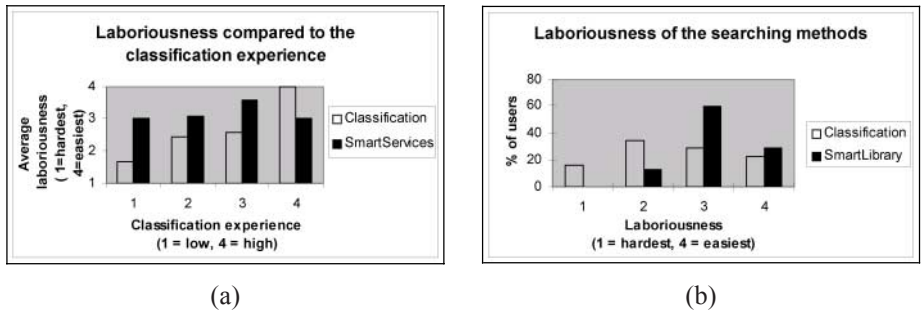 Laboriousness compared to the
classification experience
Average
laboriousness
( 1=hardest,
4=easiest)
4
3
2
1
1 2 3 4
Classification experience
(1 = low, 4 = high)
Classification
SmartServices
(a)
Laboriousness of the searching methods
% of users
80
60
40
20
0
1 2 3 4
Laboriousness
(1 = hardest, 4 = easiest)
Classification
SmartLibrary
(b)